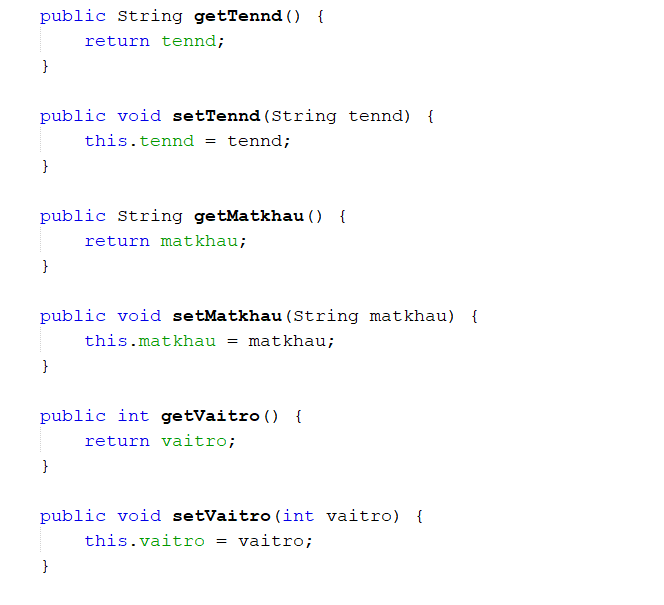 public String getTennd() {
return tennd;
}
public void setTennd(String tennd) {
this.tennd = tennd;
}
public String getMatkhau() {
return matkhau;
}
public void setMatkhau(String matkhau) {
this.matkhau = matkhau;
}
public int getVaitro() {
return vaitro;
}
public void setVaitro(int vaitro) {
this.vaitro = vaitro;
}